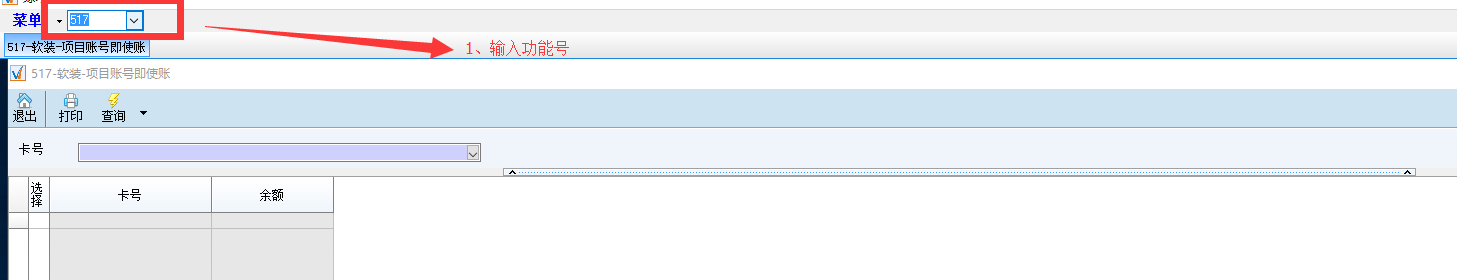 菜单 517
1、输入功能号
517-软装-项目账号即使账
517-软装-项目账号即使账
退出 打印 查询
卡号
选择 卡号 余额